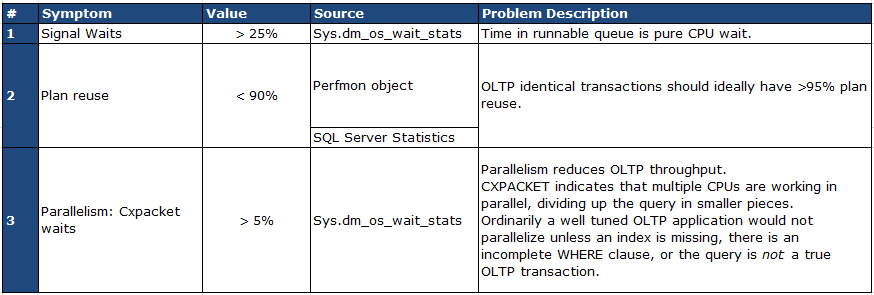 # Symptom Value Source Problem Description
1 Signal Waits > 25% Sys.dm_os_wait_stats Time in runnable queue is pure CPU wait.
2 Plan reuse < 90% Perfmon object OLTP identical transactions should ideally have >95% plan
reuse.
SQL Server Statistics
3 Parallelism: Cxpacket
waits > 5% Sys.dm_os_wait_stats Parallelism reduces OLTP throughput.
CXPACKET indicates that multiple CPUs are working in
parallel, dividing up the query in smaller pieces.
Ordinarily a well tuned OLTP application would not
parallelize unless an index is missing, there is an
incomplete WHERE clause, or the query is not a true
OLTP transaction.